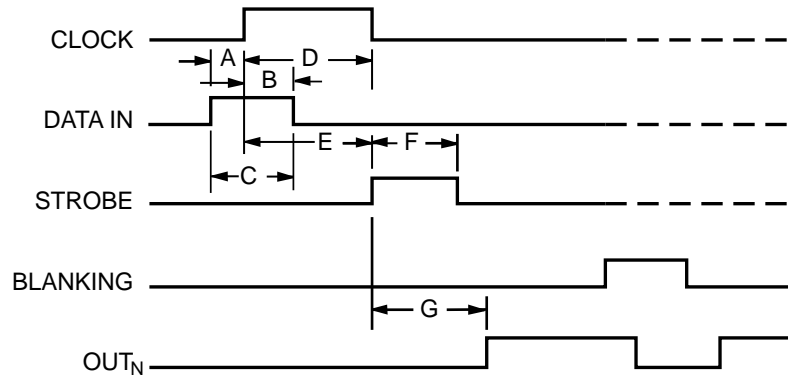 CLOCK
A D
B
DATA IN
E F
C
STROBE
BLANKING
G
OUTN